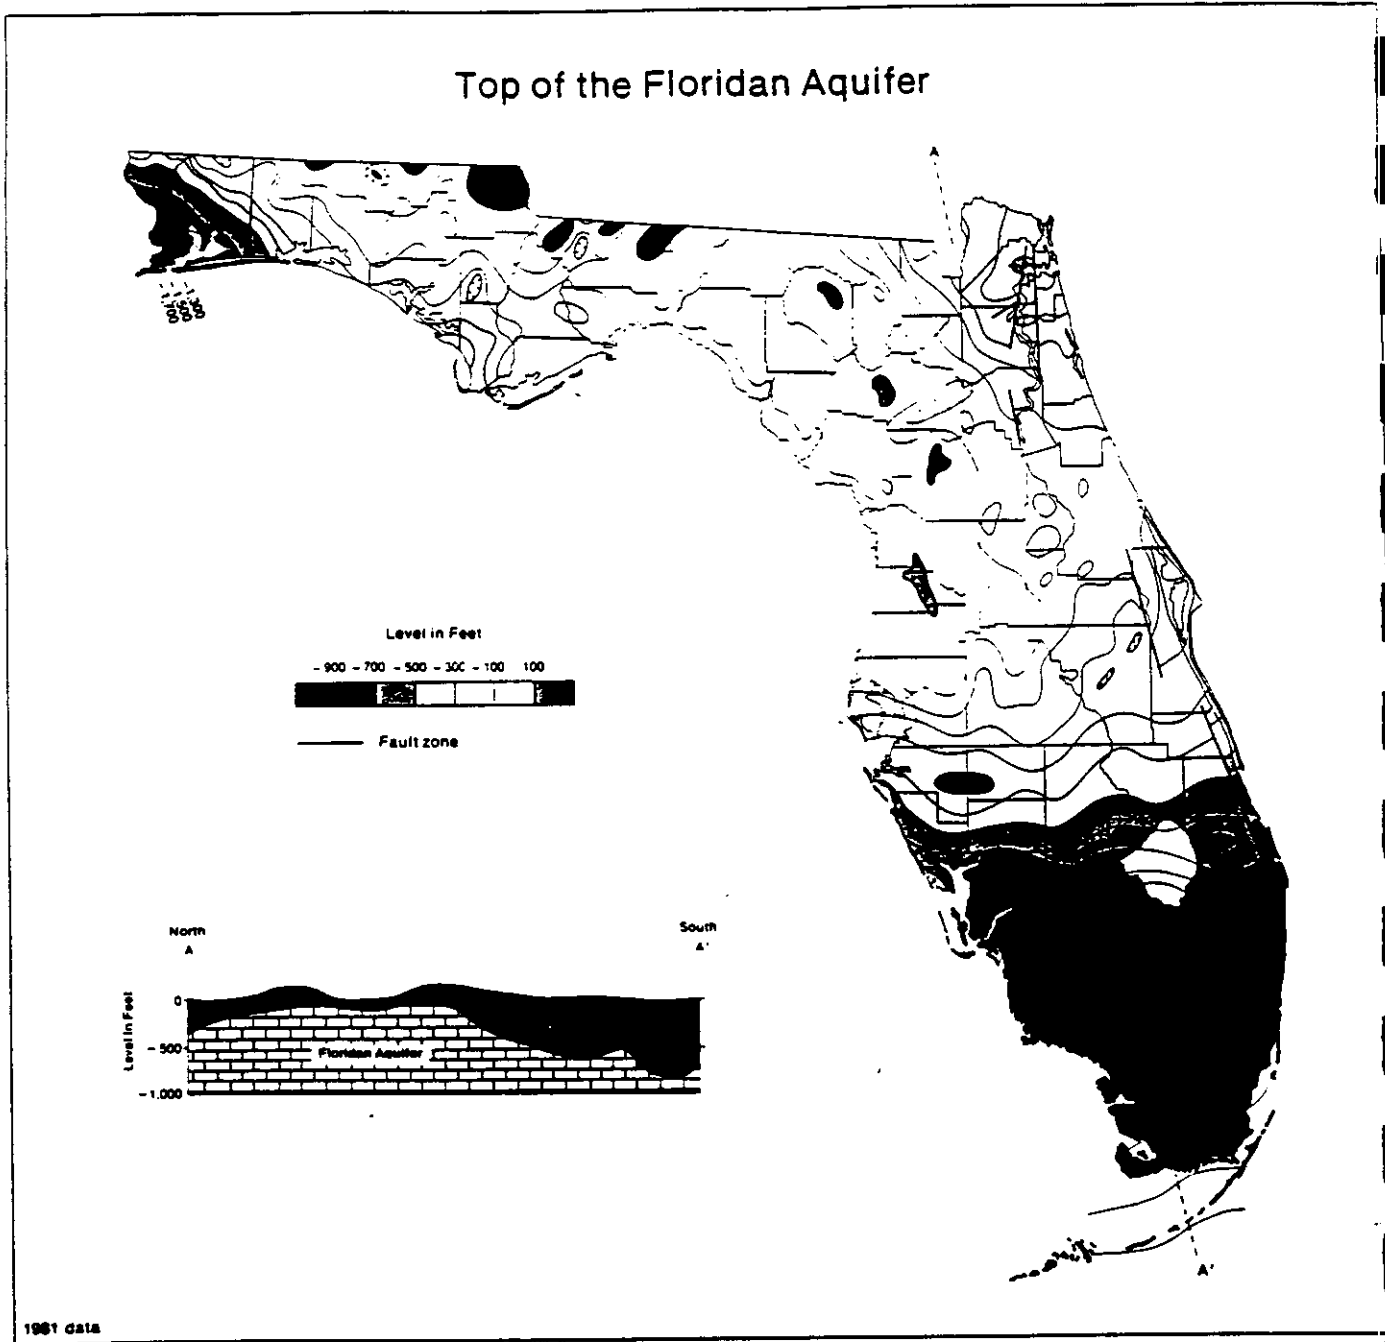 Top of the Floridan Aquifer
A
Level in Feet
- 900 - 700 - 500 - 300 - 100 100
Fault zone
North
A
South
A'
Level in Feet
0
- 500
- 1,000
Floridan Aquifer
A'
1981 data